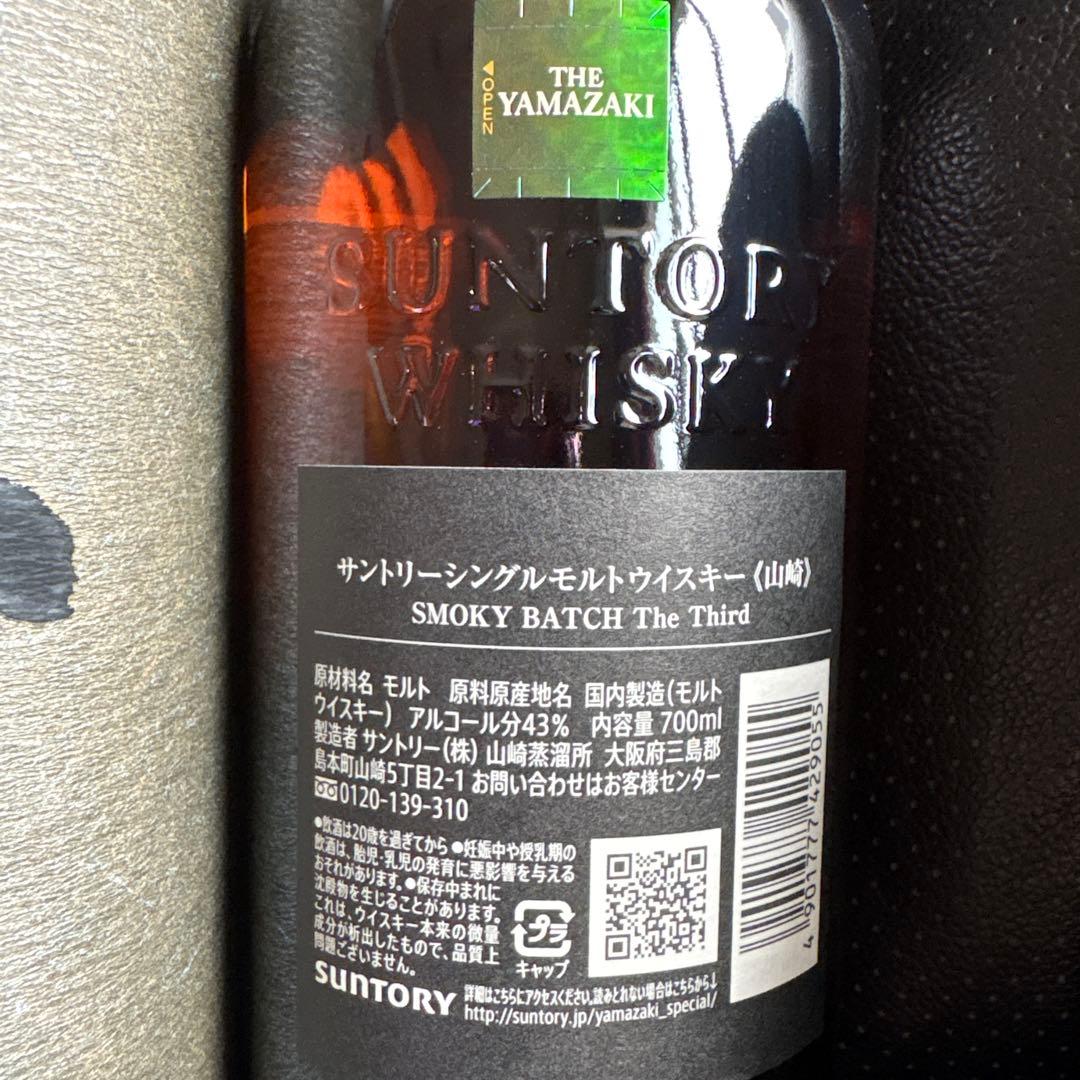 ◀OPEN
THE
YAMAZAKI
SUNTORY
WHISKY
サントリーシングルモルトウイスキー《山崎》
SMOKY BATCH The Third
原材料名 モルト 原料原産地名 国内製造(モルト
ウイスキー) アルコール分43% 内容量 700ml
製造者 サントリー(株) 山崎蒸溜所 大阪府三島郡
島本町山崎5丁目2-1 お問い合わせはお客様センター
0120-139-310
●飲酒は20歳を過ぎてから ●妊娠中や授乳期の
飲酒は、胎児・乳児の発育に悪影響を与える
おそれがあります。●保存中まれに
沈殿物を生じることがあります。
これは、ウイスキー本来の微量
成分が析出したもので、品質上
問題ございません。
プラ
キャップ
SUNTORY
詳細はこちらにアクセスください。読みとれない場合はこちらから↓
http://suntory.jp/yamazaki_special/
4 901777 429055